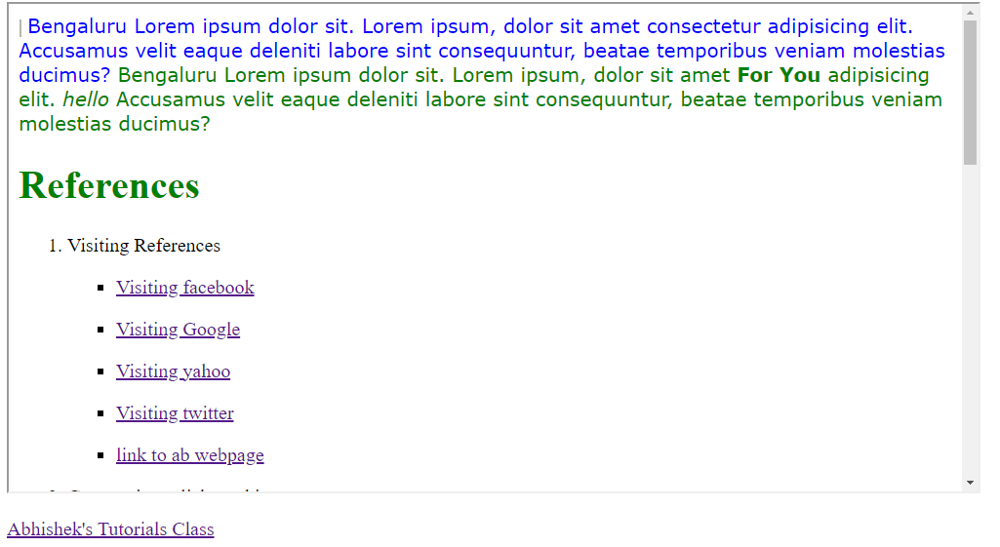 | Bengaluru Lorem ipsum dolor sit. Lorem ipsum, dolor sit amet consectetur adipisicing elit.
Accusamus velit eaque deleniti labore sint consequuntur, beatae temporibus veniam molestias
ducimus? Bengaluru Lorem ipsum dolor sit. Lorem ipsum, dolor sit amet For You adipisicing
elit. hello Accusamus velit eaque deleniti labore sint consequuntur, beatae temporibus veniam
molestias ducimus?
References
1. Visiting References
Visiting facebook
Visiting Google
Visiting yahoo
Visiting twitter
link to ab webpage
Abhishek's Tutorials Class